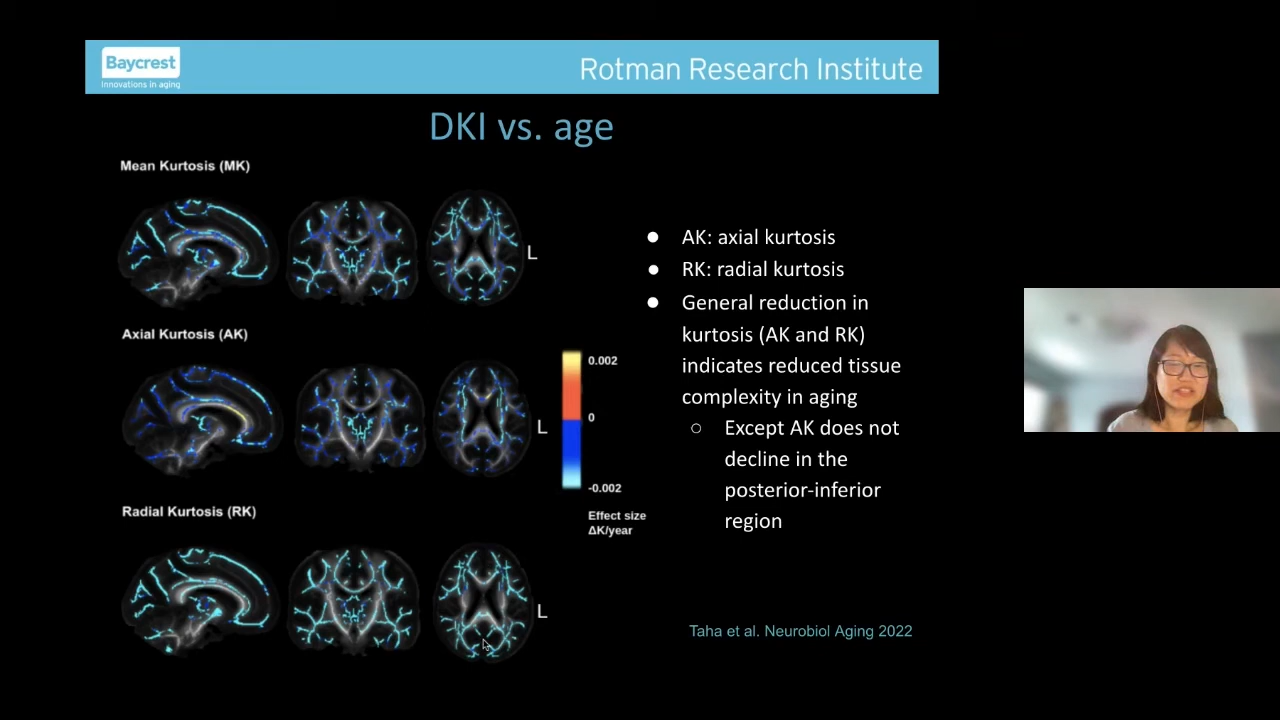 Baycrest
Innovations in aging
Rotman Research Institute
DKI vs. age
Mean Kurtosis (MK)
L
Axial Kurtosis (AK)
L
0.002
0
-0.002
Effect size
ΔK/year
Radial Kurtosis (RK)
L
● AK: axial kurtosis
● RK: radial kurtosis
● General reduction in
kurtosis (AK and RK)
indicates reduced tissue
complexity in aging
○ Except AK does not
decline in the
posterior-inferior
region
Taha et al. Neurobiol Aging 2022